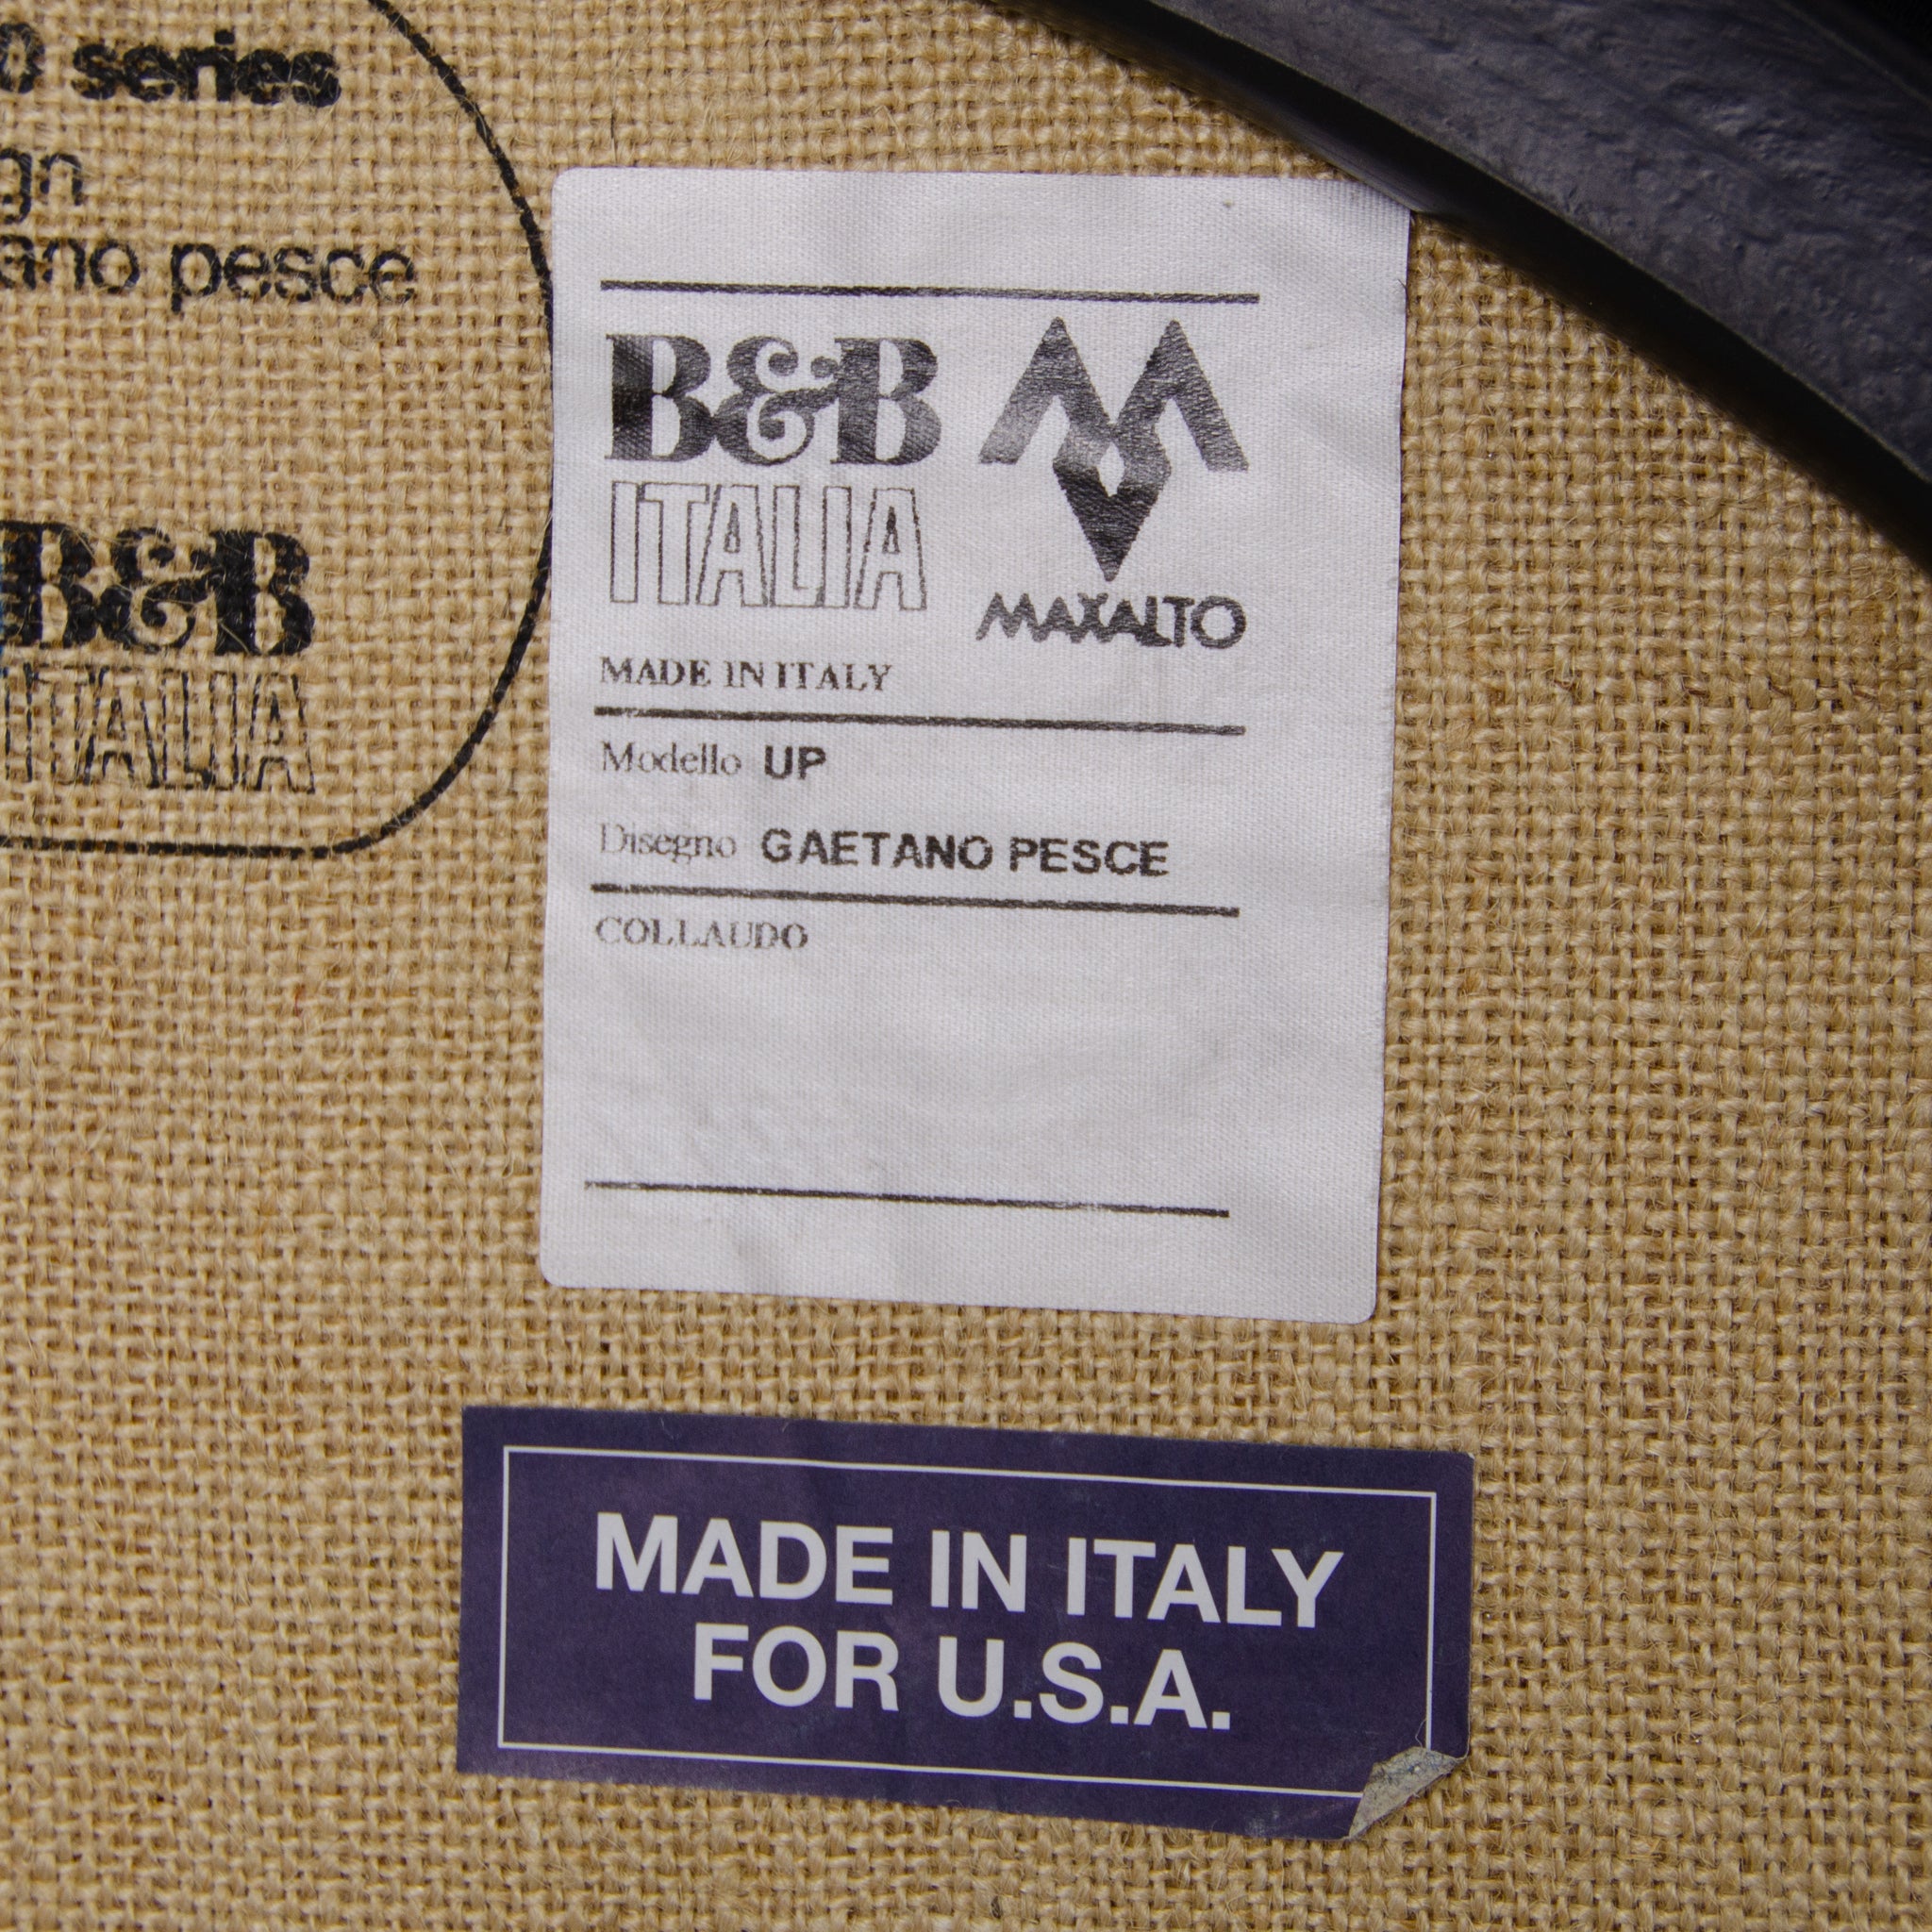 0 series
gn
ano pesce
B&B
ITALIA
B&B
ITALIA
MAXALTO
MADE IN ITALY
Modello UP
Disegno GAETANO PESCE
COLLAUDO
MADE IN ITALY
FOR U.S.A.